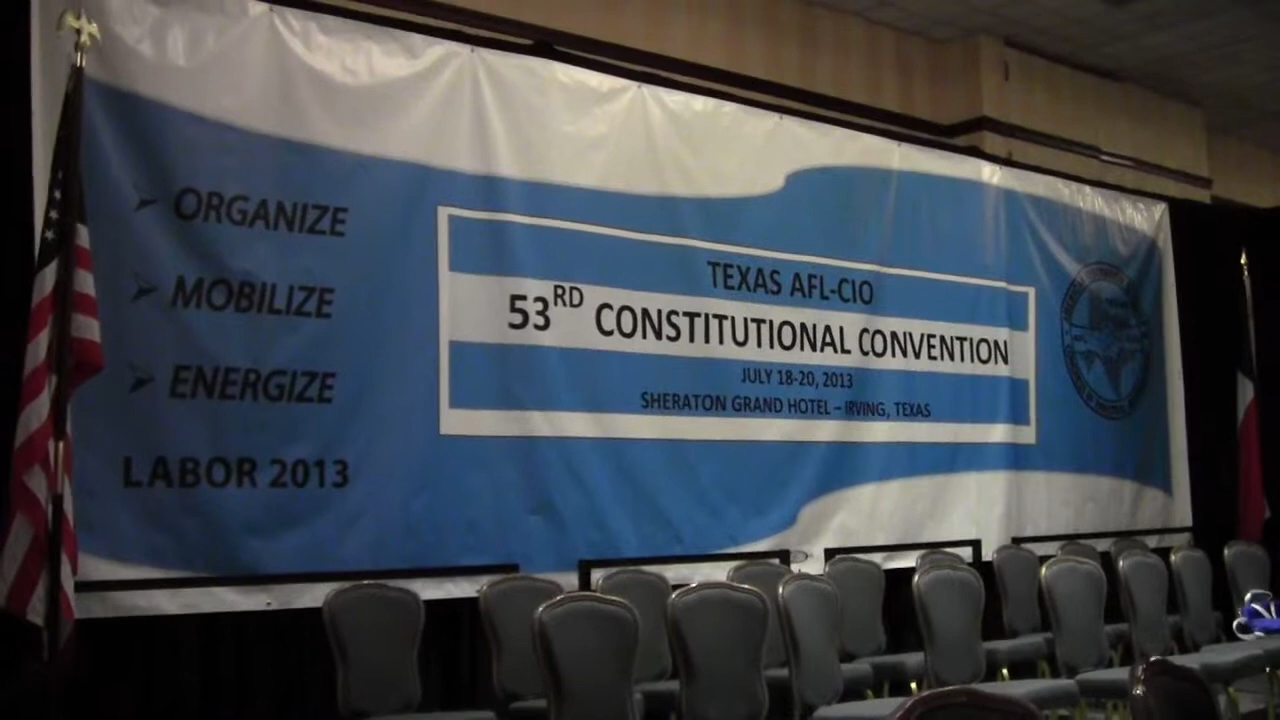 ORGANIZE
MOBILIZE
ENERGIZE
LABOR 2013
TEXAS AFL-CIO
53RD CONSTITUTIONAL CONVENTION
JULY 18-20, 2013
SHERATON GRAND HOTEL – IRVING, TEXAS